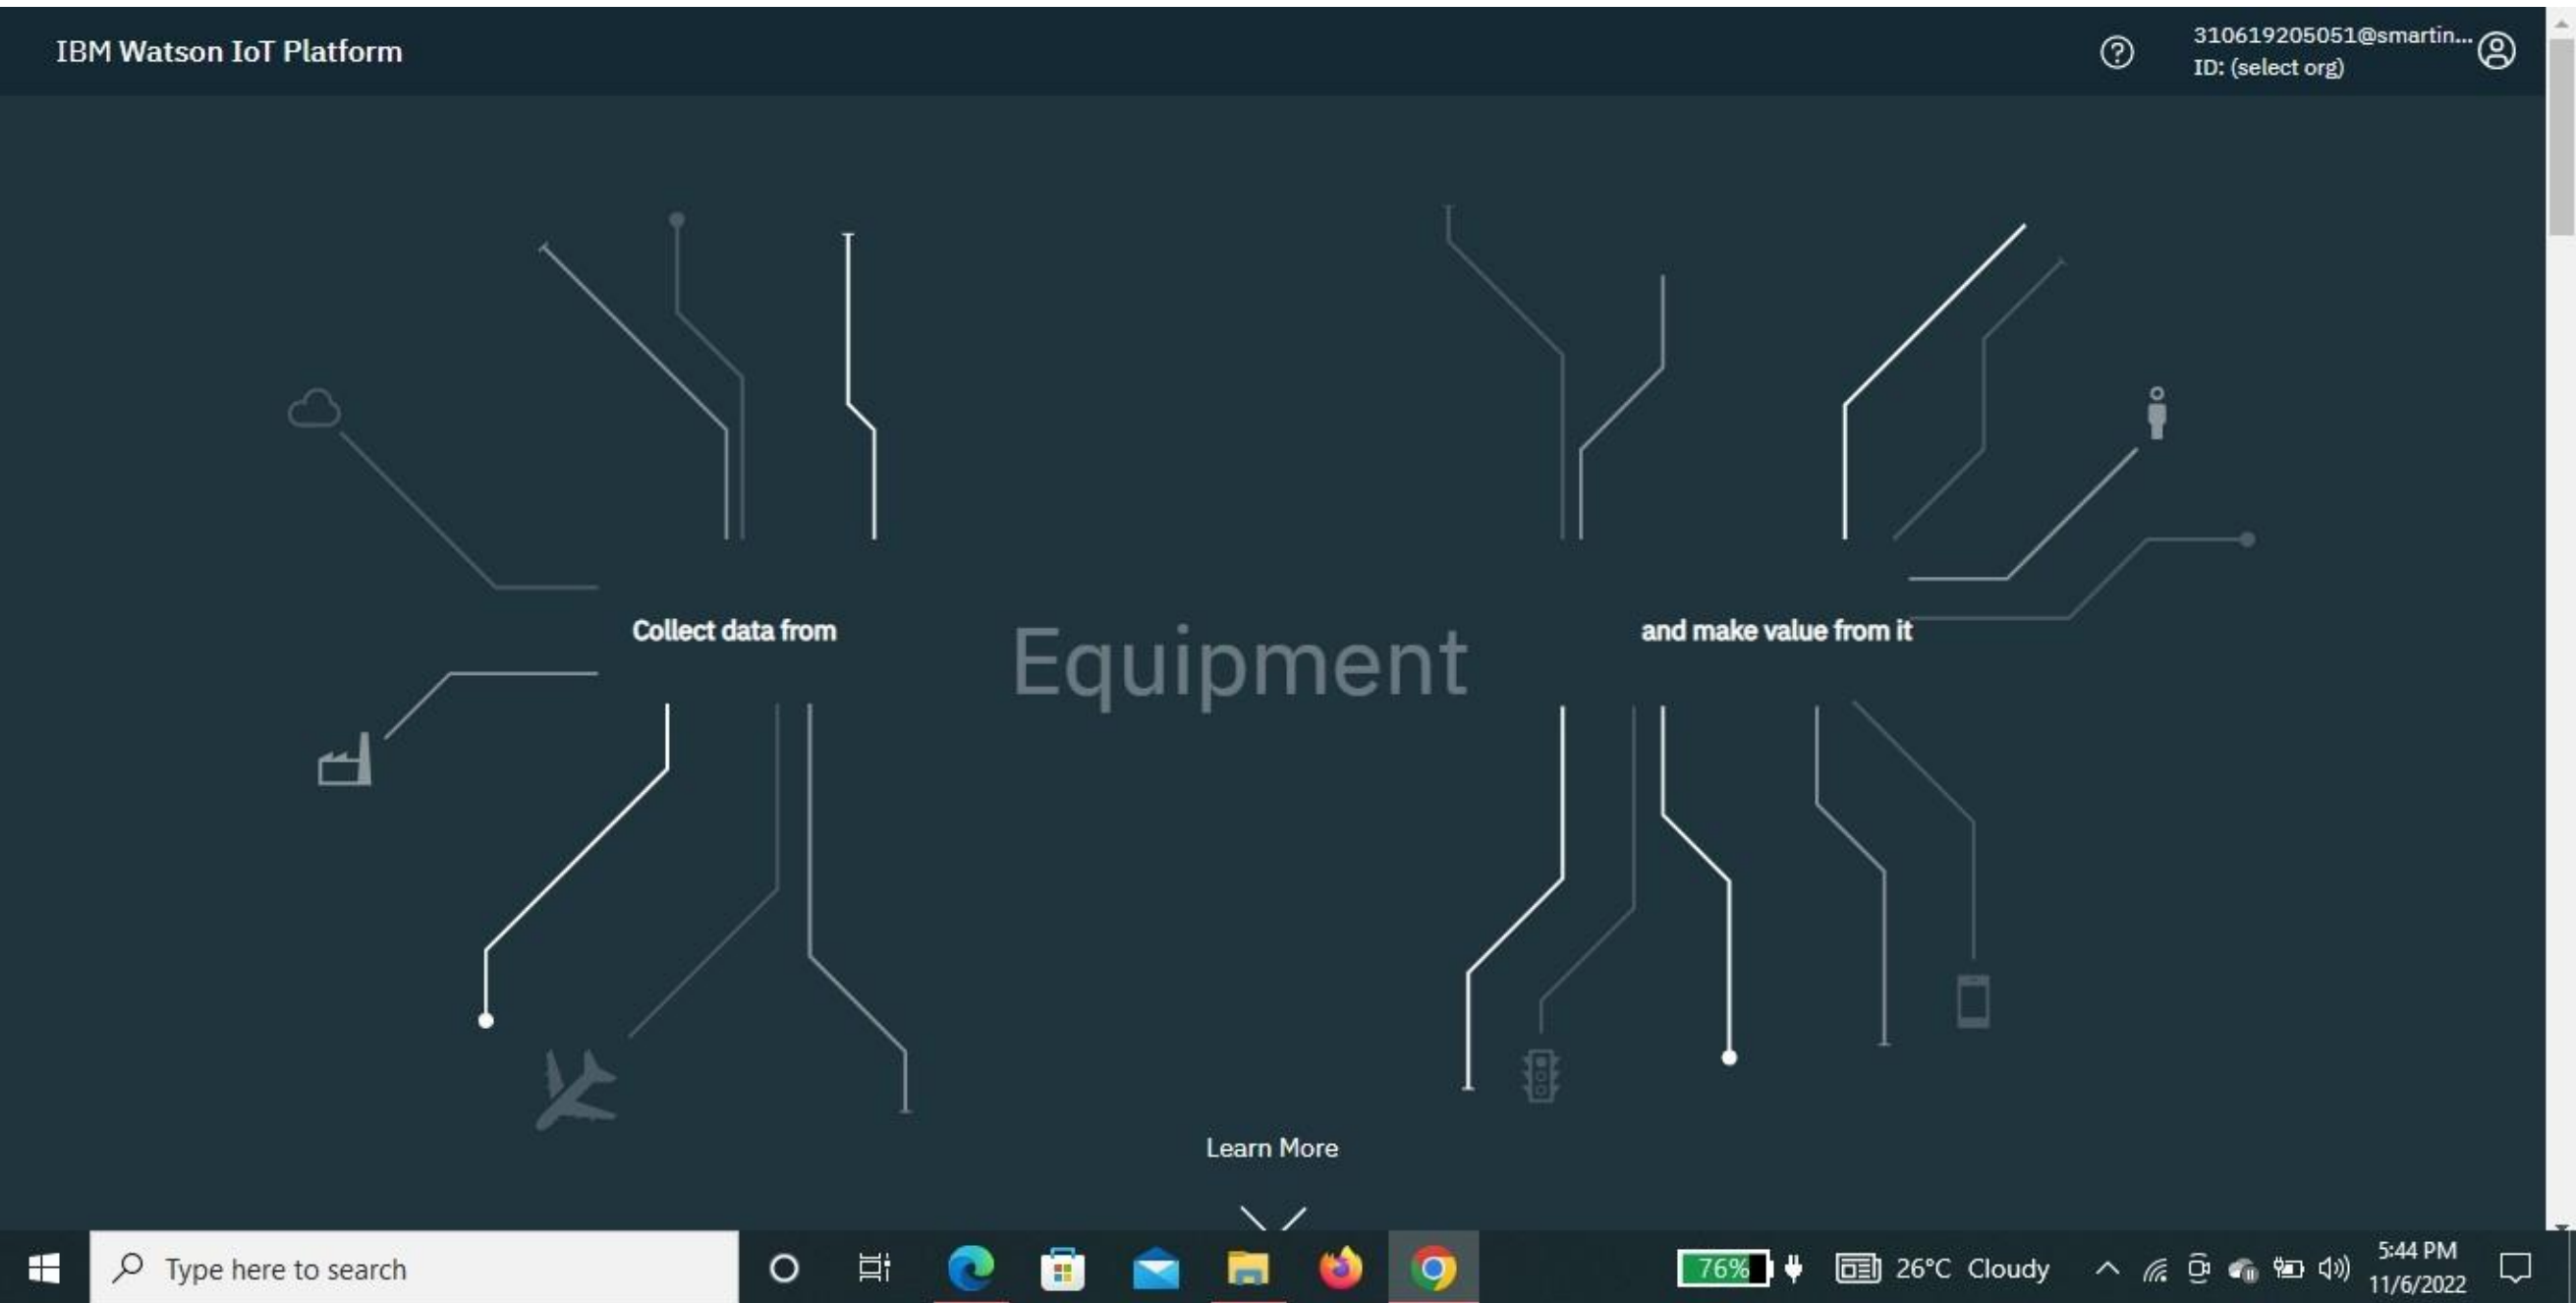 IBM Watson IoT Platform
310619205051@smartin...
ID: (select org)
Collect data from
Equipment
and make value from it
Learn More
Type here to search
76%
26°C Cloudy
5:44 PM
11/6/2022